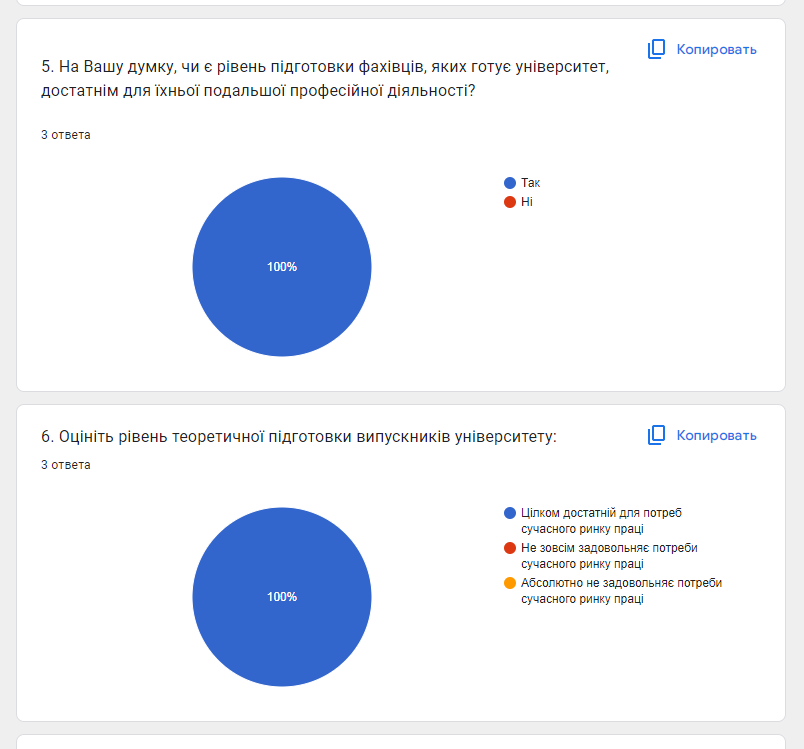 Копировать
5. На Вашу думку, чи є рівень підготовки фахівців, яких готує університет,
достатнім для їхньої подальшої професійної діяльності?
3 ответа
Так
Ні
100%
Копировать
6. Оцініть рівень теоретичної підготовки випускників університету:
3 ответа
Цілком достатній для потреб
сучасного ринку праці
Не зовсім задовольняє потреби
сучасного ринку праці
Абсолютно не задовольняє потреби
сучасного ринку праці
100%